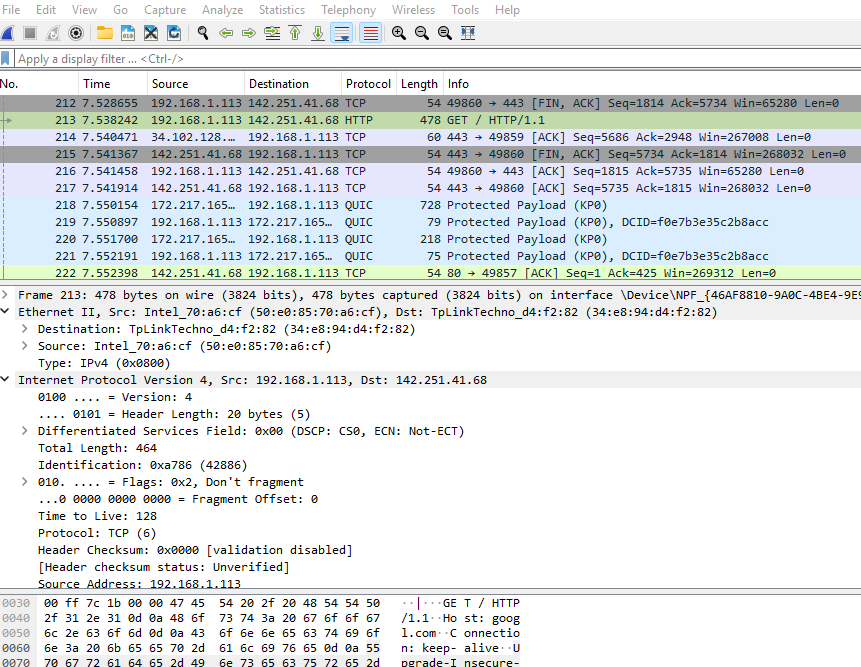 File Edit View Go Capture Analyze Statistics Telephony Wireless Tools Help
Apply a display filter ... <Ctrl-/>
No. Time Source Destination Protocol Length Info
212 7.528655 192.168.1.113 142.251.41.68 TCP 54 49860 → 443 [FIN, ACK] Seq=1814 Ack=5734 Win=65280 Len=0
213 7.538242 192.168.1.113 142.251.41.68 HTTP 478 GET / HTTP/1.1
214 7.540471 34.102.128.… 192.168.1.113 TCP 60 443 → 49859 [ACK] Seq=5686 Ack=2948 Win=267008 Len=0
215 7.541367 142.251.41.68 192.168.1.113 TCP 54 443 → 49860 [FIN, ACK] Seq=5734 Ack=1814 Win=268032 Len=0
216 7.541458 192.168.1.113 142.251.41.68 TCP 54 49860 → 443 [ACK] Seq=1815 Ack=5735 Win=65280 Len=0
217 7.541914 142.251.41.68 192.168.1.113 TCP 54 443 → 49860 [ACK] Seq=5735 Ack=1815 Win=268032 Len=0
218 7.550154 172.217.165… 192.168.1.113 QUIC 728 Protected Payload (KP0)
219 7.550897 192.168.1.113 172.217.165… QUIC 79 Protected Payload (KP0), DCID=f0e7b3e35c2b8acc
220 7.551700 172.217.165… 192.168.1.113 QUIC 218 Protected Payload (KP0)
221 7.552191 192.168.1.113 172.217.165… QUIC 75 Protected Payload (KP0), DCID=f0e7b3e35c2b8acc
222 7.552398 142.251.41.68 192.168.1.113 TCP 54 80 → 49857 [ACK] Seq=1 Ack=425 Win=269312 Len=0
Frame 213: 478 bytes on wire (3824 bits), 478 bytes captured (3824 bits) on interface \Device\NPF_{46AF8810-9A0C-4BE4-9E9
Ethernet II, Src: Intel_70:a6:cf (50:e0:85:70:a6:cf), Dst: TpLinkTechno_d4:f2:82 (34:e8:94:d4:f2:82)
Destination: TpLinkTechno_d4:f2:82 (34:e8:94:d4:f2:82)
Source: Intel_70:a6:cf (50:e0:85:70:a6:cf)
Type: IPv4 (0x0800)
Internet Protocol Version 4, Src: 192.168.1.113, Dst: 142.251.41.68
0100 .... = Version: 4
.... 0101 = Header Length: 20 bytes (5)
Differentiated Services Field: 0x00 (DSCP: CS0, ECN: Not-ECT)
Total Length: 464
Identification: 0xa786 (42886)
010. .... = Flags: 0x2, Don't fragment
...0 0000 0000 0000 = Fragment Offset: 0
Time to Live: 128
Protocol: TCP (6)
Header Checksum: 0x0000 [validation disabled]
[Header checksum status: Unverified]
Source Address: 192.168.1.113
0030 00 ff 7c 1b 00 00 47 45 54 20 2f 20 48 54 54 50 ··|···GE T / HTTP
0040 2f 31 2e 31 0d 0a 48 6f 73 74 3a 20 67 6f 6f 67 /1.1··Ho st: goog
0050 6c 2e 63 6f 6d 0d 0a 43 6f 6e 6e 65 63 74 69 6f l.com··C onnectio
0060 6e 3a 20 6b 65 65 70 2d 61 6c 69 76 65 0d 0a 55 n: keep- alive··U
0070 70 67 72 61 64 65 2d 49 6e 73 65 63 75 72 65 2d pgrade-I nsecure-